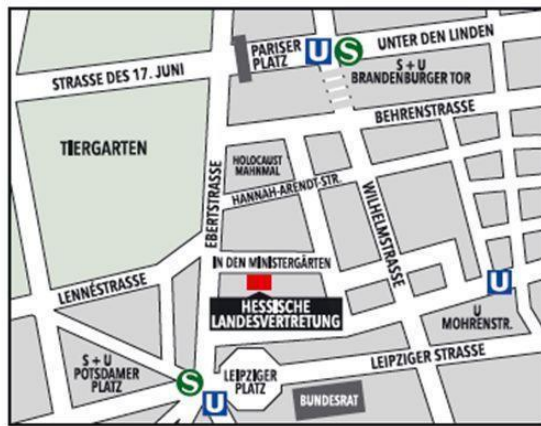 PARISER
PLATZ
U
S
UNTER DEN LINDEN
S + U
BRANDENBURGER TOR
STRASSE DES 17. JUNI
BEHRENSTRASSE
TIERGARTEN
EBERTSTRASSE
HOLOCAUST
MAHNMAL
HANNAH-ARENDT-STR.
WILHELMSTRASSE
IN DEN MINISTERGÄRTEN
LENNÉSTRASSE
HESSISCHE
LANDESVERTRETUNG
U
U
MOHRENSTR.
S + U
POTSDAMER
PLATZ
S
U
LEIPZIGER
PLATZ
LEIPZIGER STRASSE
BUNDESRAT